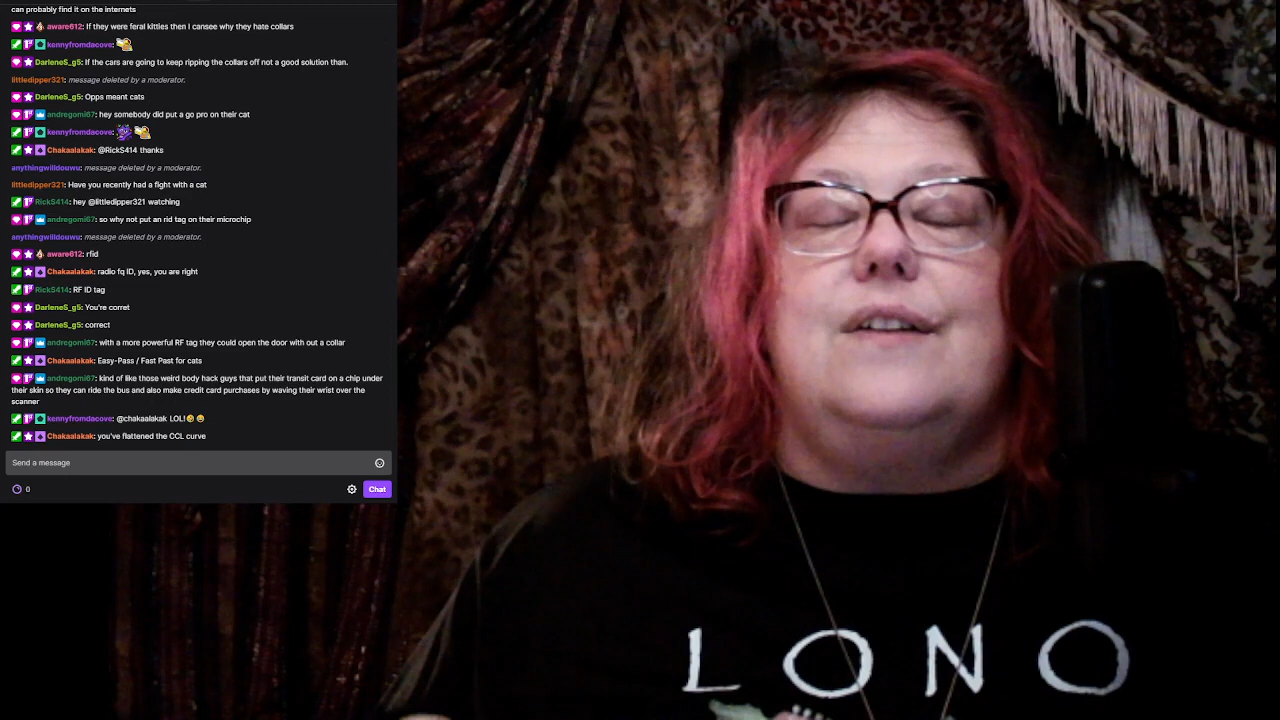 can probably find it on the internets
aware612: If they were feral kitties then I cansee why they hate collars
kennyfromdacove:
DarleneS_g5: If the cars are going to keep ripping the collars off not a good solution than.
littledipper321: message deleted by a moderator.
DarleneS_g5: Opps meant cats
andregomi67: hey somebody did put a go pro on their cat
kennyfromdacove:
Chakaalakak: @RickS414 thanks
anythingwilldouwu: message deleted by a moderator.
littledipper321: Have you recently had a fight with a cat
RickS414: hey @littledipper321 watching
andregomi67: so why not put an rid tag on their microchip
anythingwilldouwu: message deleted by a moderator.
aware612: rfid
Chakaalakak: radio fq ID, yes, you are right
RickS414: RF ID tag
DarleneS_g5: You're corret
DarleneS_g5: correct
andregomi67: with a more powerful RF tag they could open the door with out a collar
Chakaalakak: Easy-Pass / Fast Past for cats
andregomi67: kind of like those weird body hack guys that put their transit card on a chip under
their skin so they can ride the bus and also make credit card purchases by waving their wrist over the
scanner
kennyfromdacove: @chakaalakak LOL!🤣😄
Chakaalakak: you've flattened the CCL curve
Send a message
0
Chat
LONO